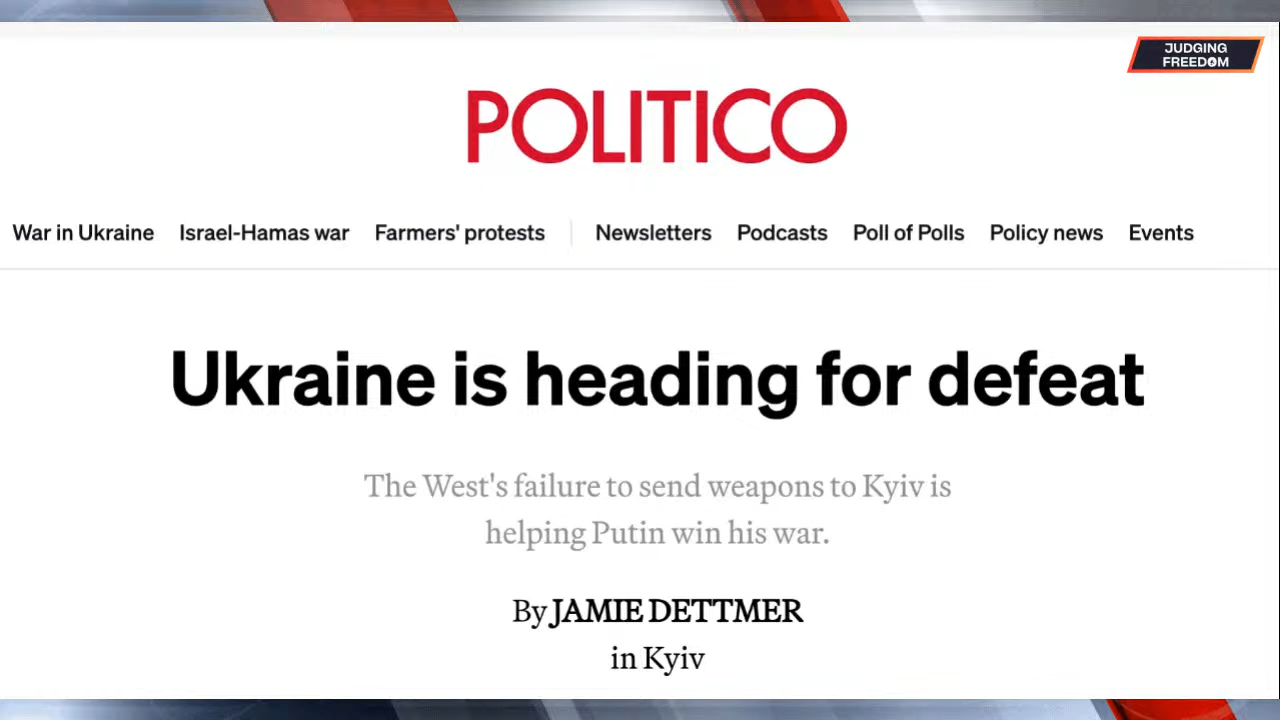 JUDGING
FREEDOM
POLITICO
War in Ukraine Israel-Hamas war Farmers' protests Newsletters Podcasts Poll of Polls Policy news Events
Ukraine is heading for defeat
The West's failure to send weapons to Kyiv is
helping Putin win his war.
By JAMIE DETTMER
in Kyiv